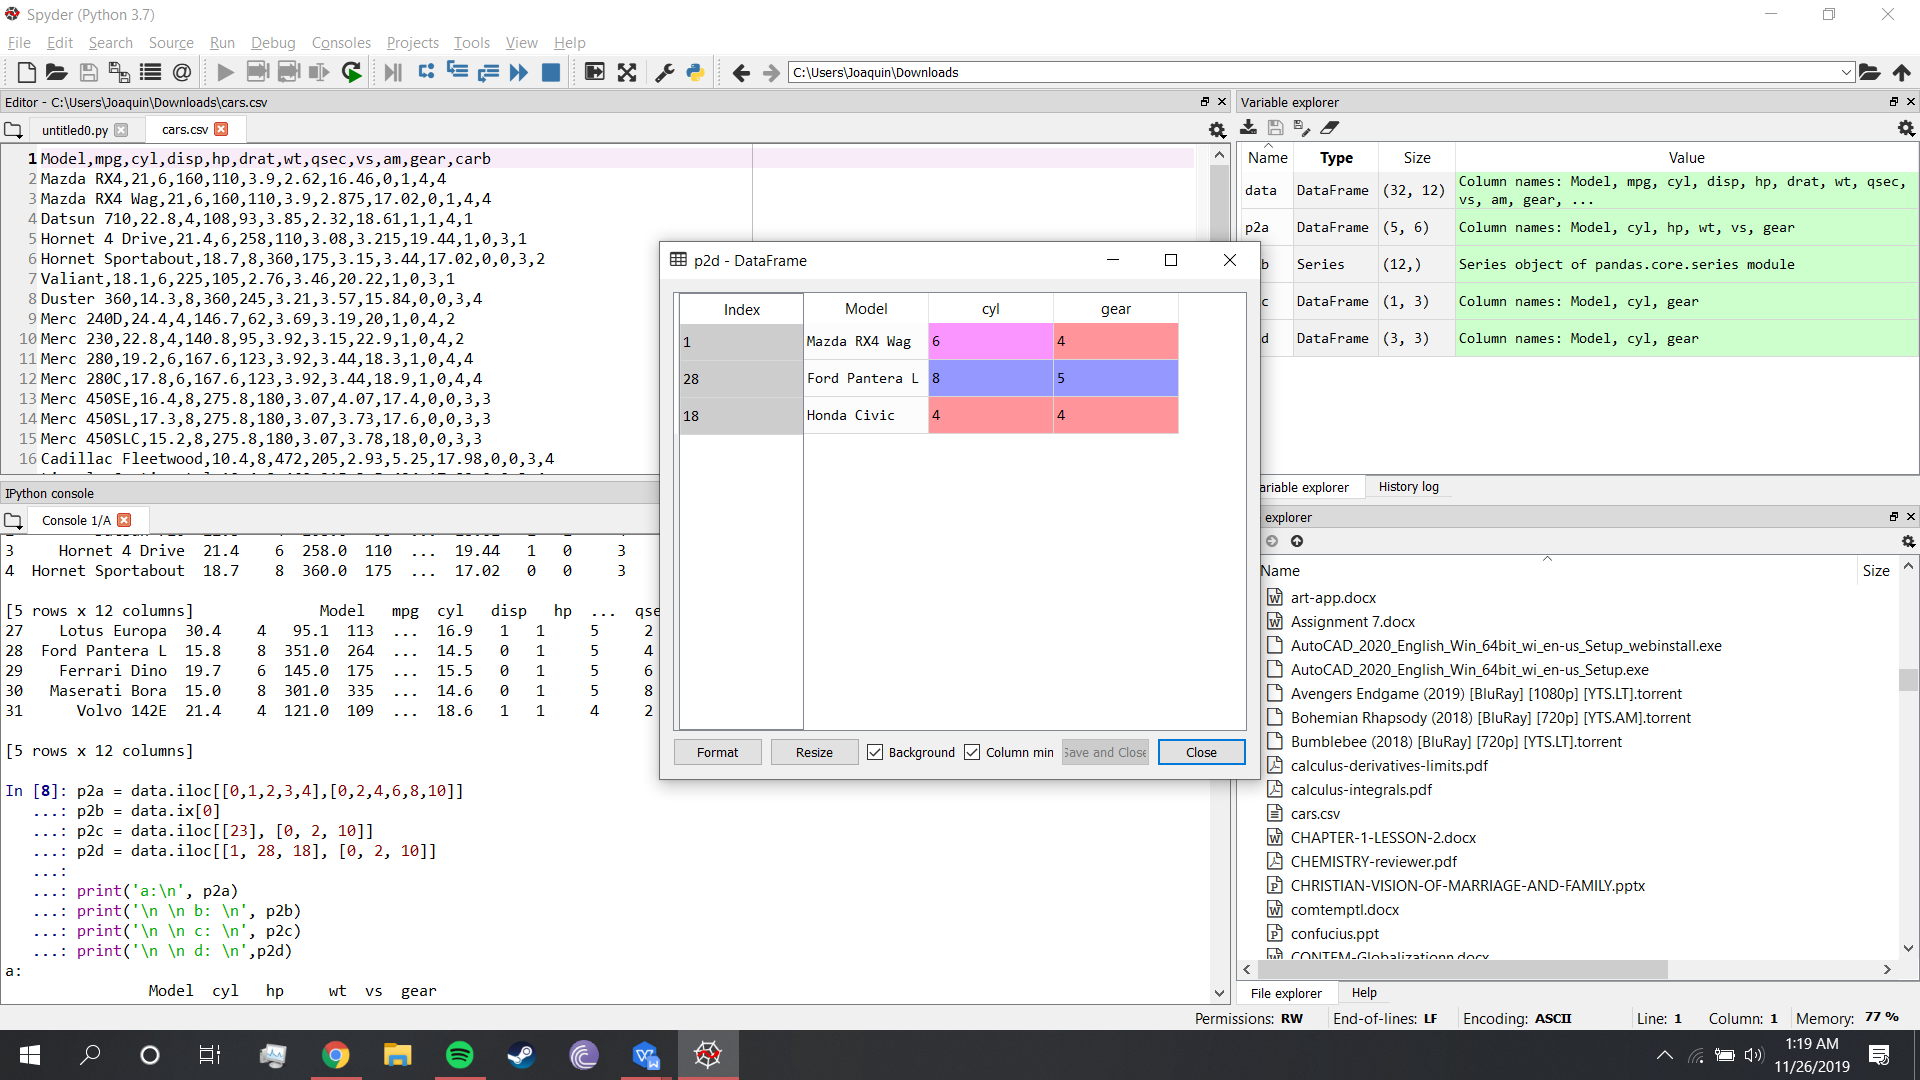 Spyder (Python 3.7)
File Edit Search Source Run Debug Consoles Projects Tools View Help
C:\Users\Joaquin\Downloads
Editor - C:\Users\Joaquin\Downloads\cars.csv
untitled0.py
cars.csv
1 Model,mpg,cyl,disp,hp,drat,wt,qsec,vs,am,gear,carb
2 Mazda RX4,21,6,160,110,3.9,2.62,16.46,0,1,4,4
3 Mazda RX4 Wag,21,6,160,110,3.9,2.875,17.02,0,1,4,4
4 Datsun 710,22.8,4,108,93,3.85,2.32,18.61,1,1,4,1
5 Hornet 4 Drive,21.4,6,258,110,3.08,3.215,19.44,1,0,3,1
6 Hornet Sportabout,18.7,8,360,175,3.15,3.44,17.02,0,0,3,2
7 Valiant,18.1,6,225,105,2.76,3.46,20.22,1,0,3,1
8 Duster 360,14.3,8,360,245,3.21,3.57,15.84,0,0,3,4
9 Merc 240D,24.4,4,146.7,62,3.69,3.19,20,1,0,4,2
10 Merc 230,22.8,4,140.8,95,3.92,3.15,22.9,1,0,4,2
11 Merc 280,19.2,6,167.6,123,3.92,3.44,18.3,1,0,4,4
12 Merc 280C,17.8,6,167.6,123,3.92,3.44,18.9,1,0,4,4
13 Merc 450SE,16.4,8,275.8,180,3.07,4.07,17.4,0,0,3,3
14 Merc 450SL,17.3,8,275.8,180,3.07,3.73,17.6,0,0,3,3
15 Merc 450SLC,15.2,8,275.8,180,3.07,3.78,18,0,0,3,3
16 Cadillac Fleetwood,10.4,8,472,205,2.93,5.25,17.98,0,0,3,4
IPython console
Console 1/A
3 Hornet 4 Drive 21.4 6 258.0 110 ... 19.44 1 0 3
4 Hornet Sportabout 18.7 8 360.0 175 ... 17.02 0 0 3
[5 rows x 12 columns] Model mpg cyl disp hp ... qse
27 Lotus Europa 30.4 4 95.1 113 ... 16.9 1 1 5 2
28 Ford Pantera L 15.8 8 351.0 264 ... 14.5 0 1 5 4
29 Ferrari Dino 19.7 6 145.0 175 ... 15.5 0 1 5 6
30 Maserati Bora 15.0 8 301.0 335 ... 14.6 0 1 5 8
31 Volvo 142E 21.4 4 121.0 109 ... 18.6 1 1 4 2
[5 rows x 12 columns]
In [8]: p2a = data.iloc[[0,1,2,3,4],[0,2,4,6,8,10]]
...: p2b = data.ix[0]
...: p2c = data.iloc[[23], [0, 2, 10]]
...: p2d = data.iloc[[1, 28, 18], [0, 2, 10]]
...:
...: print('a:\n', p2a)
...: print('\n \n b: \n', p2b)
...: print('\n \n c: \n', p2c)
...: print('\n \n d: \n',p2d)
a:
Model cyl hp wt vs gear
p2d - DataFrame
Index Model cyl gear
1 Mazda RX4 Wag 6 4
28 Ford Pantera L 8 5
18 Honda Civic 4 4
Format Resize Background Column min Save and Close Close
Variable explorer
Name Type Size Value
data DataFrame (32, 12) Column names: Model, mpg, cyl, disp, hp, drat, wt, qsec,
vs, am, gear, ...
p2a DataFrame (5, 6) Column names: Model, cyl, hp, wt, vs, gear
b Series (12,) Series object of pandas.core.series module
c DataFrame (1, 3) Column names: Model, cyl, gear
d DataFrame (3, 3) Column names: Model, cyl, gear
ariable explorer History log
explorer
Name Size
art-app.docx
Assignment 7.docx
AutoCAD_2020_English_Win_64bit_wi_en-us_Setup_webinstall.exe
AutoCAD_2020_English_Win_64bit_wi_en-us_Setup.exe
Avengers Endgame (2019) [BluRay] [1080p] [YTS.LT].torrent
Bohemian Rhapsody (2018) [BluRay] [720p] [YTS.AM].torrent
Bumblebee (2018) [BluRay] [720p] [YTS.LT].torrent
calculus-derivatives-limits.pdf
calculus-integrals.pdf
cars.csv
CHAPTER-1-LESSON-2.docx
CHEMISTRY-reviewer.pdf
CHRISTIAN-VISION-OF-MARRIAGE-AND-FAMILY.pptx
comtemptl.docx
confucius.ppt
CONTEM-Globalizationn.docx
File explorer Help
Permissions: RW End-of-lines: LF Encoding: ASCII Line: 1 Column: 1 Memory: 77 %
1:19 AM
11/26/2019